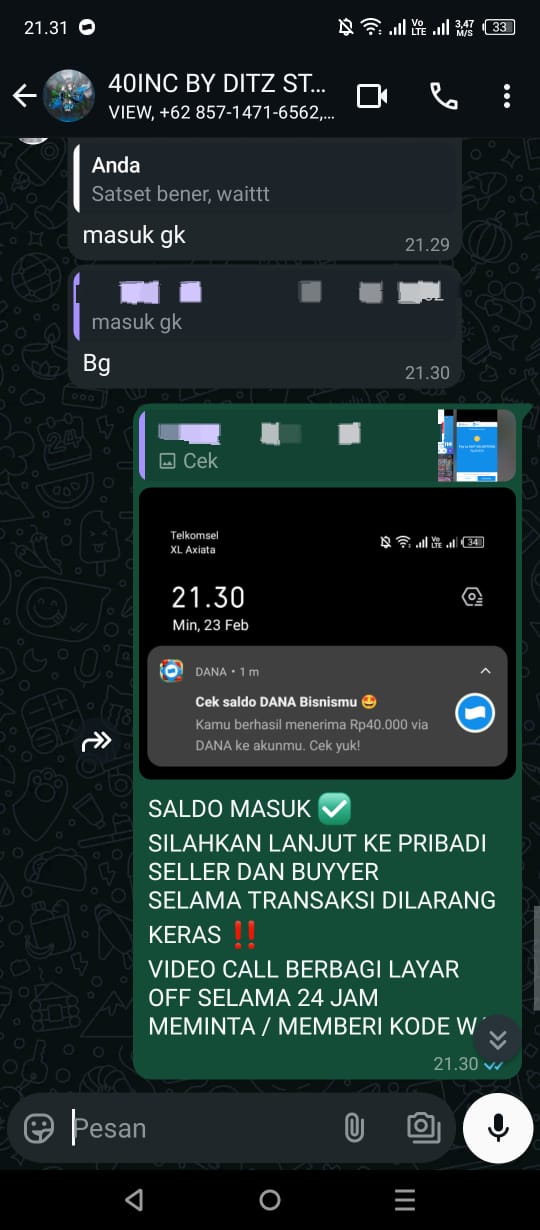 21.31
Vo
LTE
3,47
M/S
33
40INC BY DITZ ST...
VIEW, +62 857-1471-6562,...
Anda
Satset bener, waittt
masuk gk
21.29
masuk gk
Bg
21.30
Cek
Telkomsel
XL Axiata
Vo
LTE
34
21.30
Min, 23 Feb
DANA • 1 m
Cek saldo DANA Bisnismu 🤩
Kamu berhasil menerima Rp40.000 via
DANA ke akunmu. Cek yuk!
SALDO MASUK ✅
SILAHKAN LANJUT KE PRIBADI
SELLER DAN BUYYER
SELAMA TRANSAKSI DILARANG
KERAS ‼️
VIDEO CALL BERBAGI LAYAR
OFF SELAMA 24 JAM
MEMINTA / MEMBERI KODE
21.30
Pesan